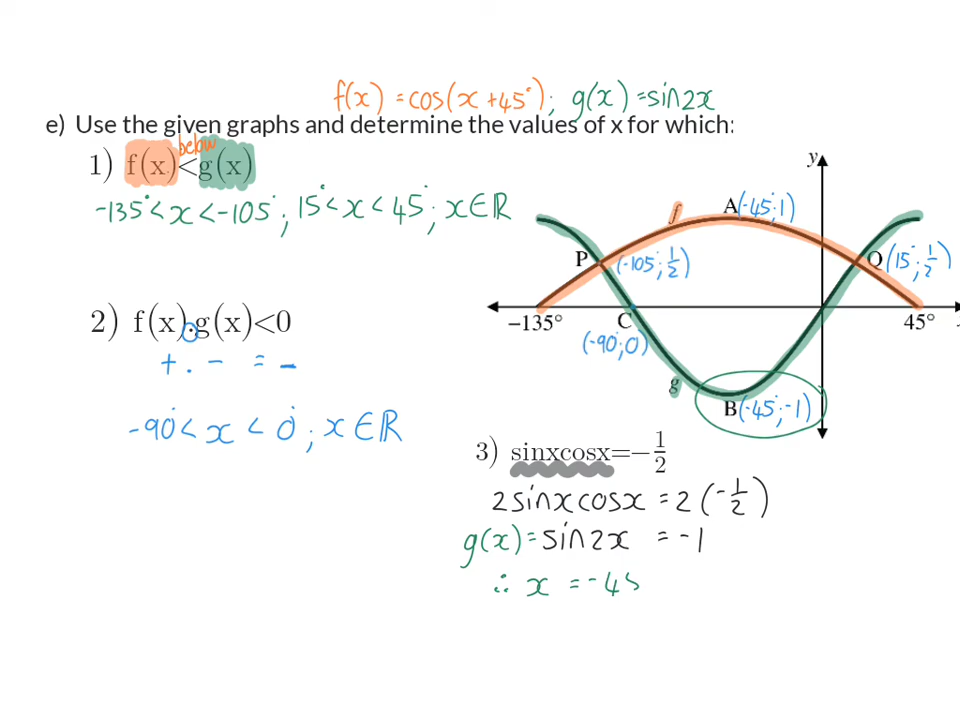 f(x) = cos(x + 45°); g(x) = sin2x
e) Use the given graphs and determine the values of x for which:
below
1) f(x)<g(x)
-135° < x < -105°; 15° < x < 45°; x ∈ ℝ
2) f(x).g(x)<0
+ . - = -
-90° < x < 0°; x ∈ ℝ
y
f
A(-45°;1)
P
(-105°;1/2)
Q(15°;1/2)
x
-135°
C
45°
(-90°;0)
g
B(-45°;-1)
3) sinxcosx=-1/2
2sinxcosx = 2(-1/2)
g(x) = sin2x = -1
∴ x = -45